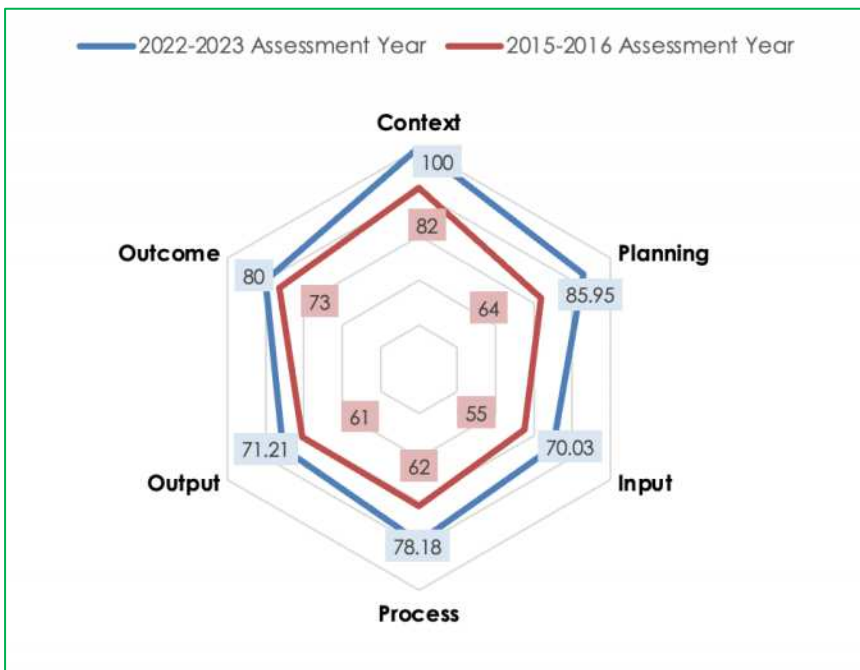 2022-2023 Assessment Year 2015-2016 Assessment Year
Context
100
82
Outcome
Planning
80
85.95
73
64
61
55
71.21
70.03
62
Output
Input
78.18
Process